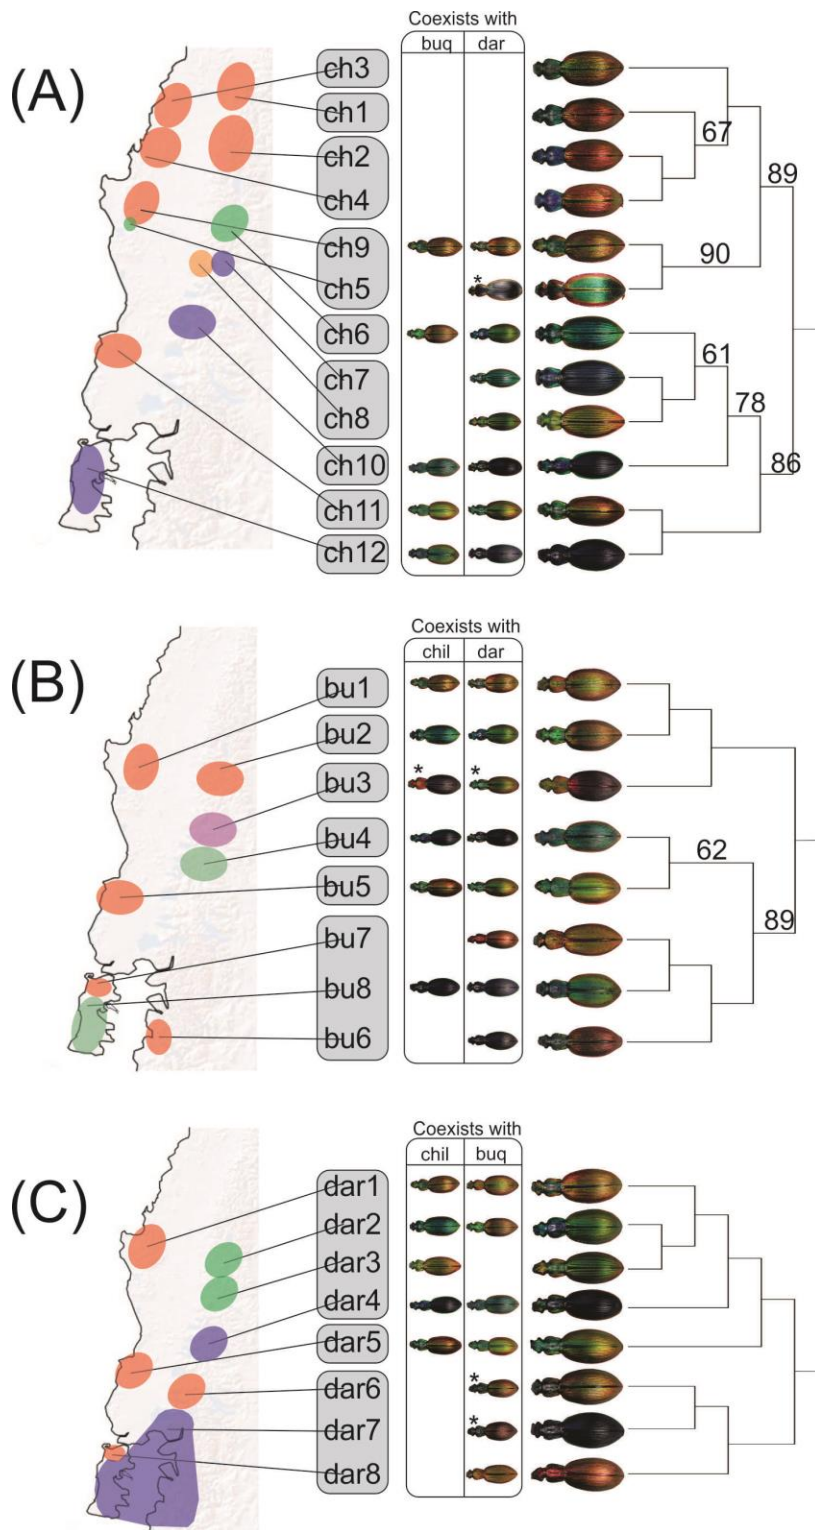 (A)
Coexists with
buq dar
ch3
ch1
ch2
ch4
ch9
ch5
ch6
ch7
ch8
ch10
ch11
ch12
*
67
89
90
61
78
86
(B)
Coexists with
chil dar
bu1
bu2
bu3
bu4
bu5
bu7
bu8
bu6
* *
62
89
(C)
Coexists with
chil buq
dar1
dar2
dar3
dar4
dar5
dar6
dar7
dar8
*
*